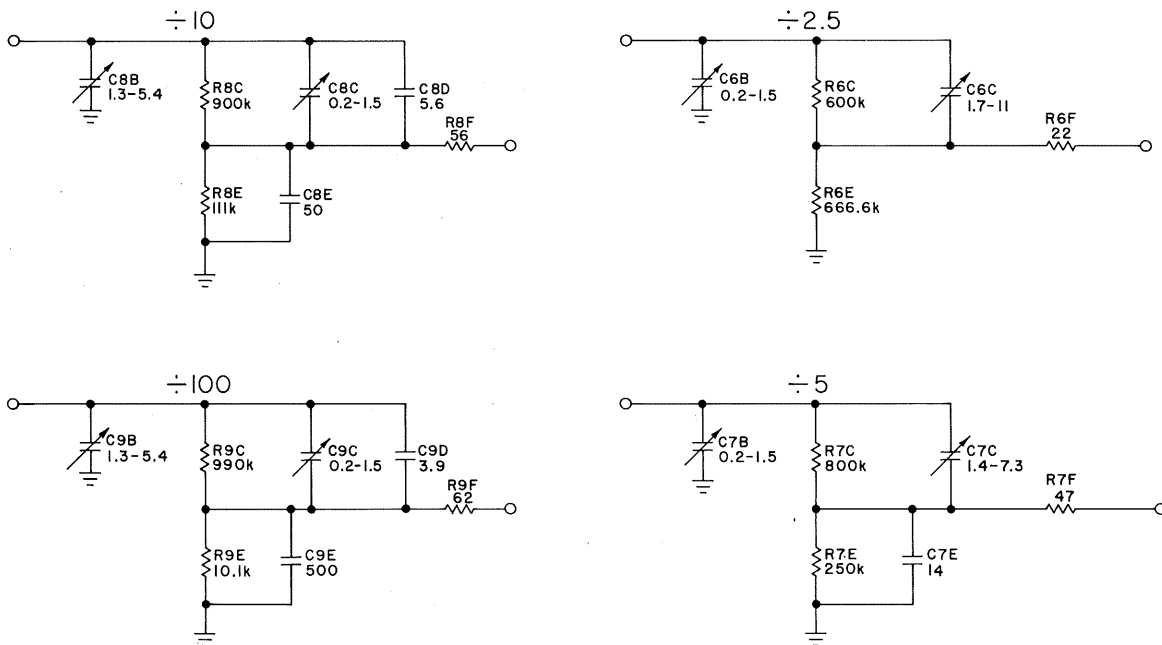 ÷10
C8B
1.3-5.4
R8C
900k
C8C
0.2-1.5
C8D
5.6
R8F
56
R8E
111k
C8E
50
÷2.5
C6B
0.2-1.5
R6C
600k
C6C
1.7-11
R6F
22
R6E
666.6k
÷100
C9B
1.3-5.4
R9C
990k
C9C
0.2-1.5
C9D
3.9
R9F
62
R9E
10.1k
C9E
500
÷5
C7B
0.2-1.5
R7C
800k
C7C
1.4-7.3
R7F
47
R7E
250k
C7E
14